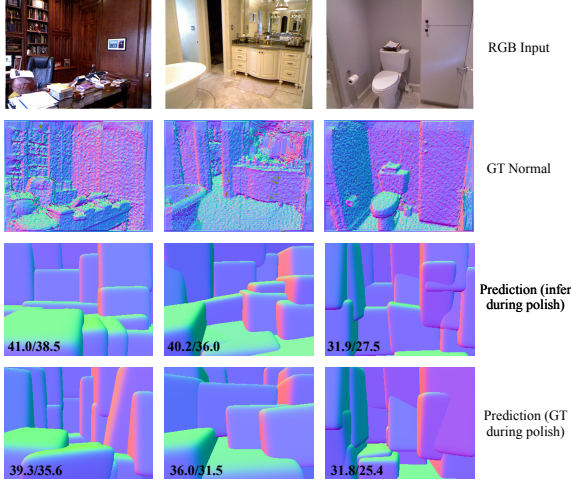 RGB Input
GT Normal
Prediction (infer
during polish)
41.0/38.5
40.2/36.0
31.9/27.5
Prediction (GT
during polish)
39.3/35.6
36.0/31.5
31.8/25.4